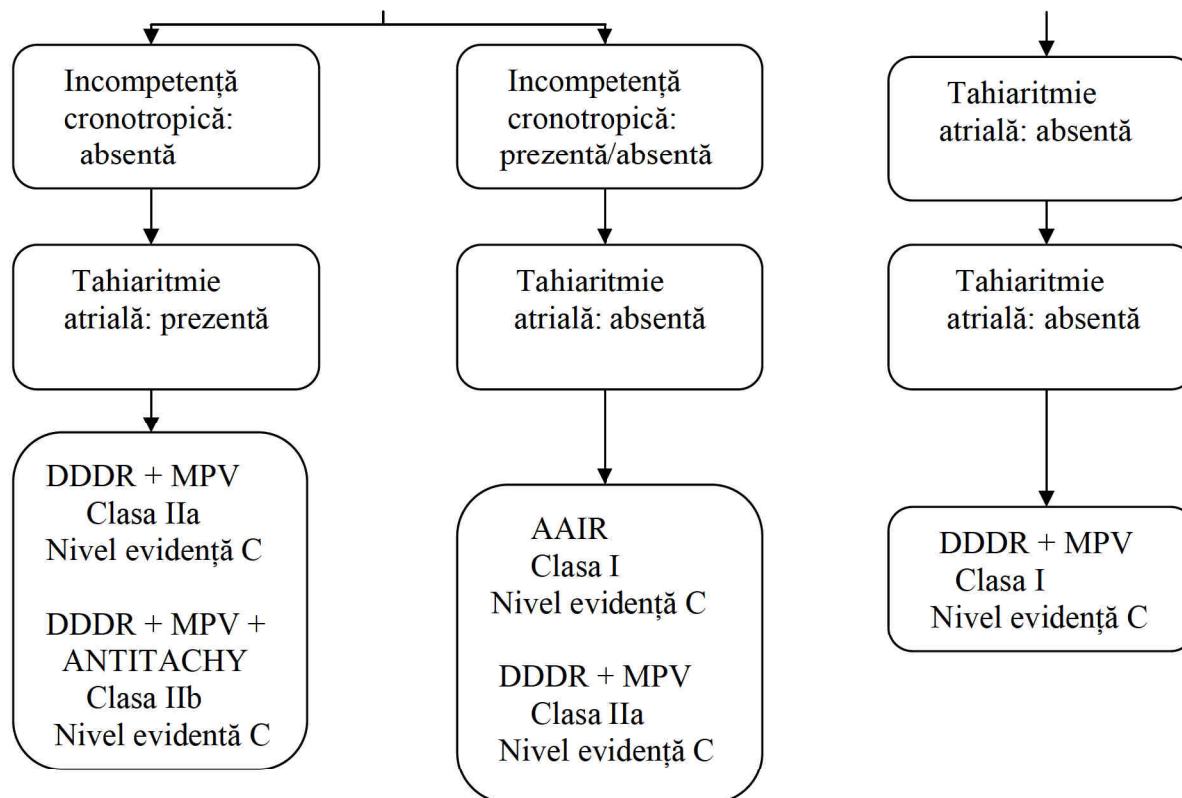 Incompetență
cronotropică:
absentă
Incompetență
cronotropică:
prezentă/absentă
Tahiaritmie
atrială: absentă
Tahiaritmie
atrială: prezentă
Tahiaritmie
atrială: absentă
Tahiaritmie
atrială: absentă
DDDR + MPV
Clasa IIa
Nivel evidență C
DDDR + MPV +
ANTITACHY
Clasa IIb
Nivel evidentă C
AAIR
Clasa I
Nivel evidență C
DDDR + MPV
Clasa IIa
Nivel evidență C
DDDR + MPV
Clasa I
Nivel evidență C